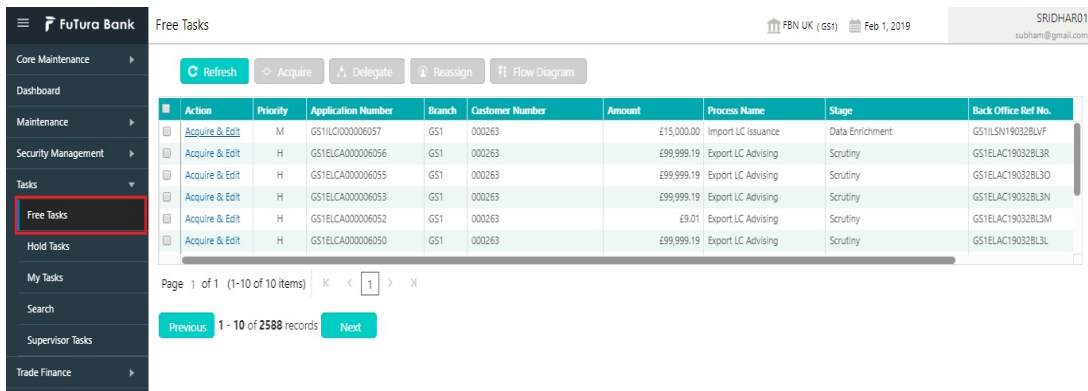 FuTura Bank
Free Tasks
FBN UK (GS1)
Feb 1, 2019
SRIDHAR01
subham@gmail.com
Core Maintenance
Dashboard
Maintenance
Security Management
Tasks
Free Tasks
Hold Tasks
My Tasks
Search
Supervisor Tasks
Trade Finance
Refresh Acquire Delegate Reassign Flow Diagram
Action Priority Application Number Branch Customer Number Amount Process Name Stage Back Office Ref No.
Acquire & Edit M GS1ILCI000006057 GS1 000263 £15,000.00 Import LC Issuance Data Enrichment GS1ILSN19032BLVF
Acquire & Edit H GS1ELCA000006056 GS1 000263 £99,999.19 Export LC Advising Scrutiny GS1ELAC19032BL3R
Acquire & Edit H GS1ELCA000006055 GS1 000263 £99,999.19 Export LC Advising Scrutiny GS1ELAC19032BL3O
Acquire & Edit H GS1ELCA000006053 GS1 000263 £99,999.19 Export LC Advising Scrutiny GS1ELAC19032BL3N
Acquire & Edit H GS1ELCA000006052 GS1 000263 £9.01 Export LC Advising Scrutiny GS1ELAC19032BL3M
Acquire & Edit H GS1ELCA000006050 GS1 000263 £99,999.19 Export LC Advising Scrutiny GS1ELAC19032BL3L
Page 1 of 1 (1-10 of 10 items) 1
Previous 1 - 10 of 2588 records Next